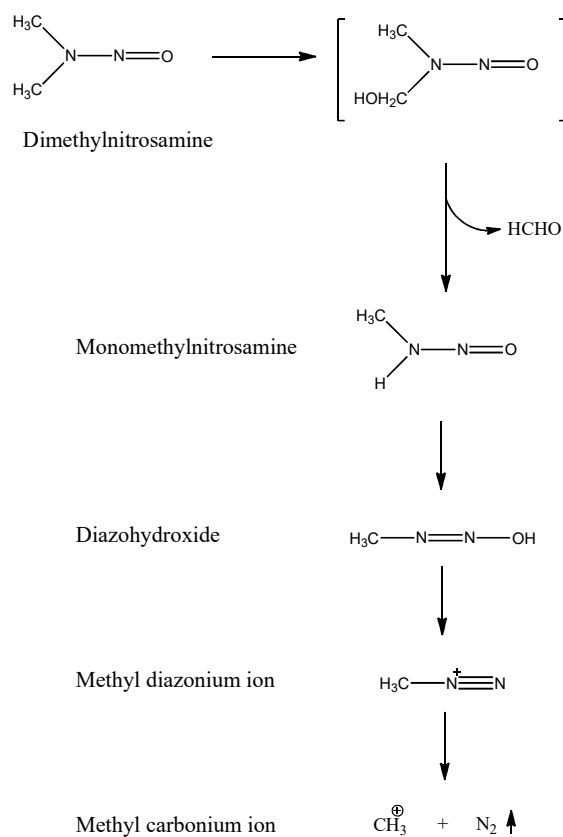 H₃C
N—N=O
H₃C
Dimethylnitrosamine
H₃C
N—N=O
HOH₂C
HCHO
Monomethylnitrosamine
H₃C
N—N=O
H
Diazohydroxide
H₃C—N=N—OH
Methyl diazonium ion
H₃C—N⁺≡N
Methyl carbonium ion
CH₃⊕ + N₂ ↑